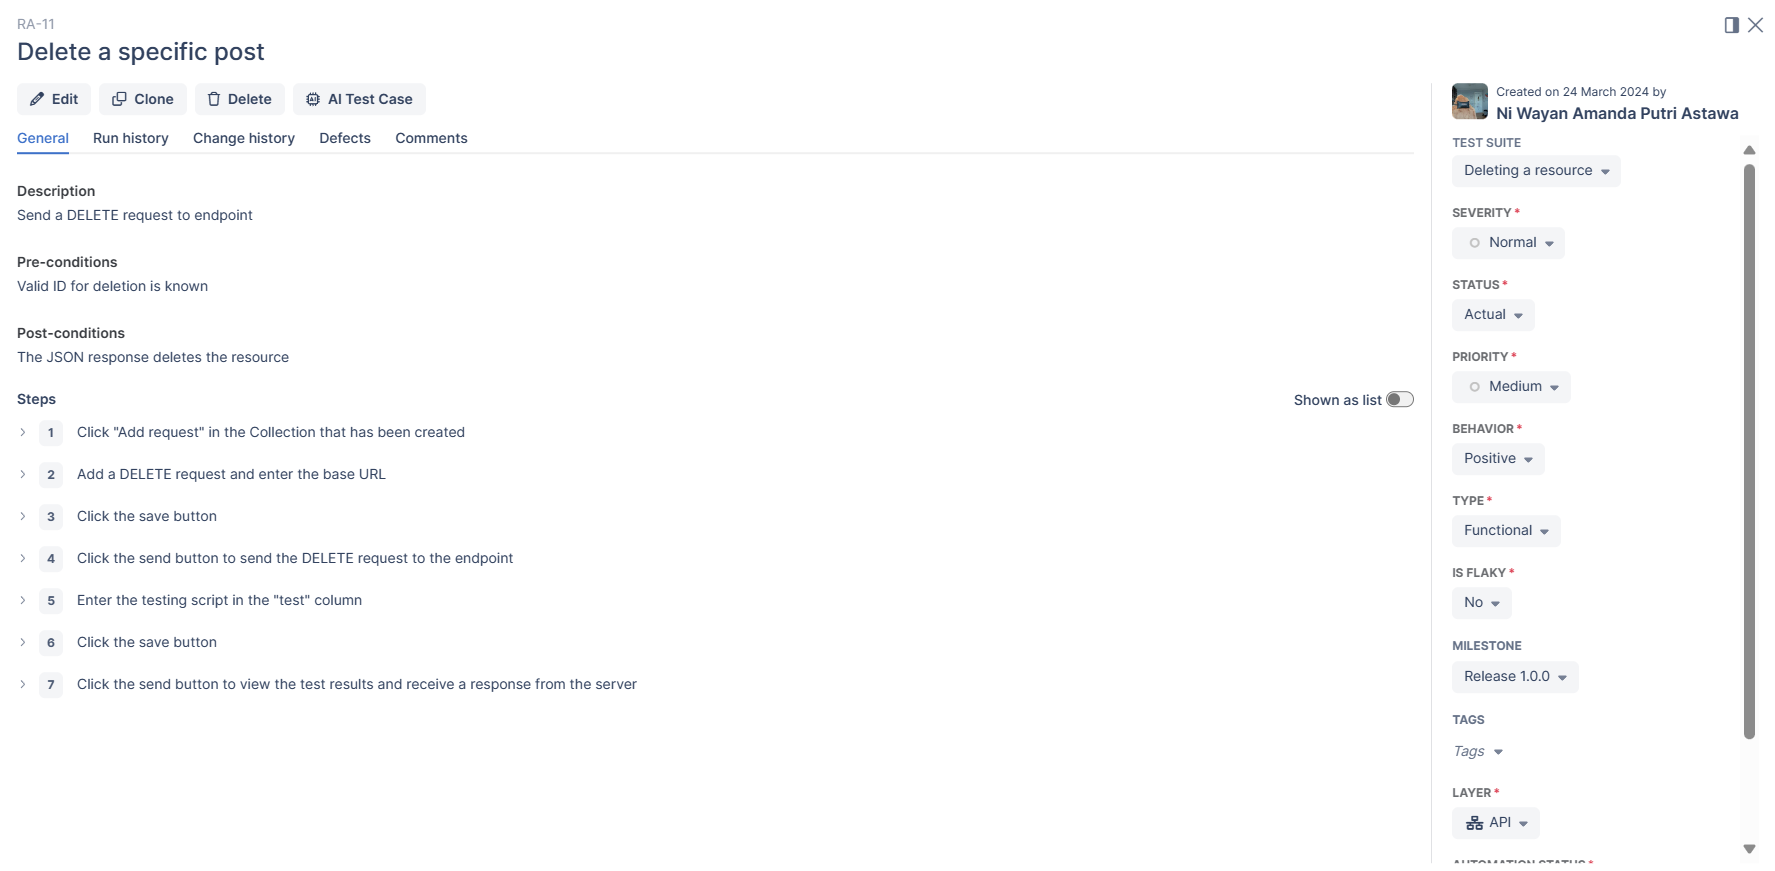 RA-11
Delete a specific post
Edit
Clone
Delete
AI Test Case
General
Run history
Change history
Defects
Comments
Description
Send a DELETE request to endpoint
Pre-conditions
Valid ID for deletion is known
Post-conditions
The JSON response deletes the resource
Steps
Shown as list
1 Click "Add request" in the Collection that has been created
2 Add a DELETE request and enter the base URL
3 Click the save button
4 Click the send button to send the DELETE request to the endpoint
5 Enter the testing script in the "test" column
6 Click the save button
7 Click the send button to view the test results and receive a response from the server
Created on 24 March 2024 by
Ni Wayan Amanda Putri Astawa
TEST SUITE
Deleting a resource
SEVERITY*
Normal
STATUS*
Actual
PRIORITY*
Medium
BEHAVIOR*
Positive
TYPE*
Functional
IS FLAKY*
No
MILESTONE
Release 1.0.0
TAGS
Tags
LAYER*
API
AUTOMATION STATUS*